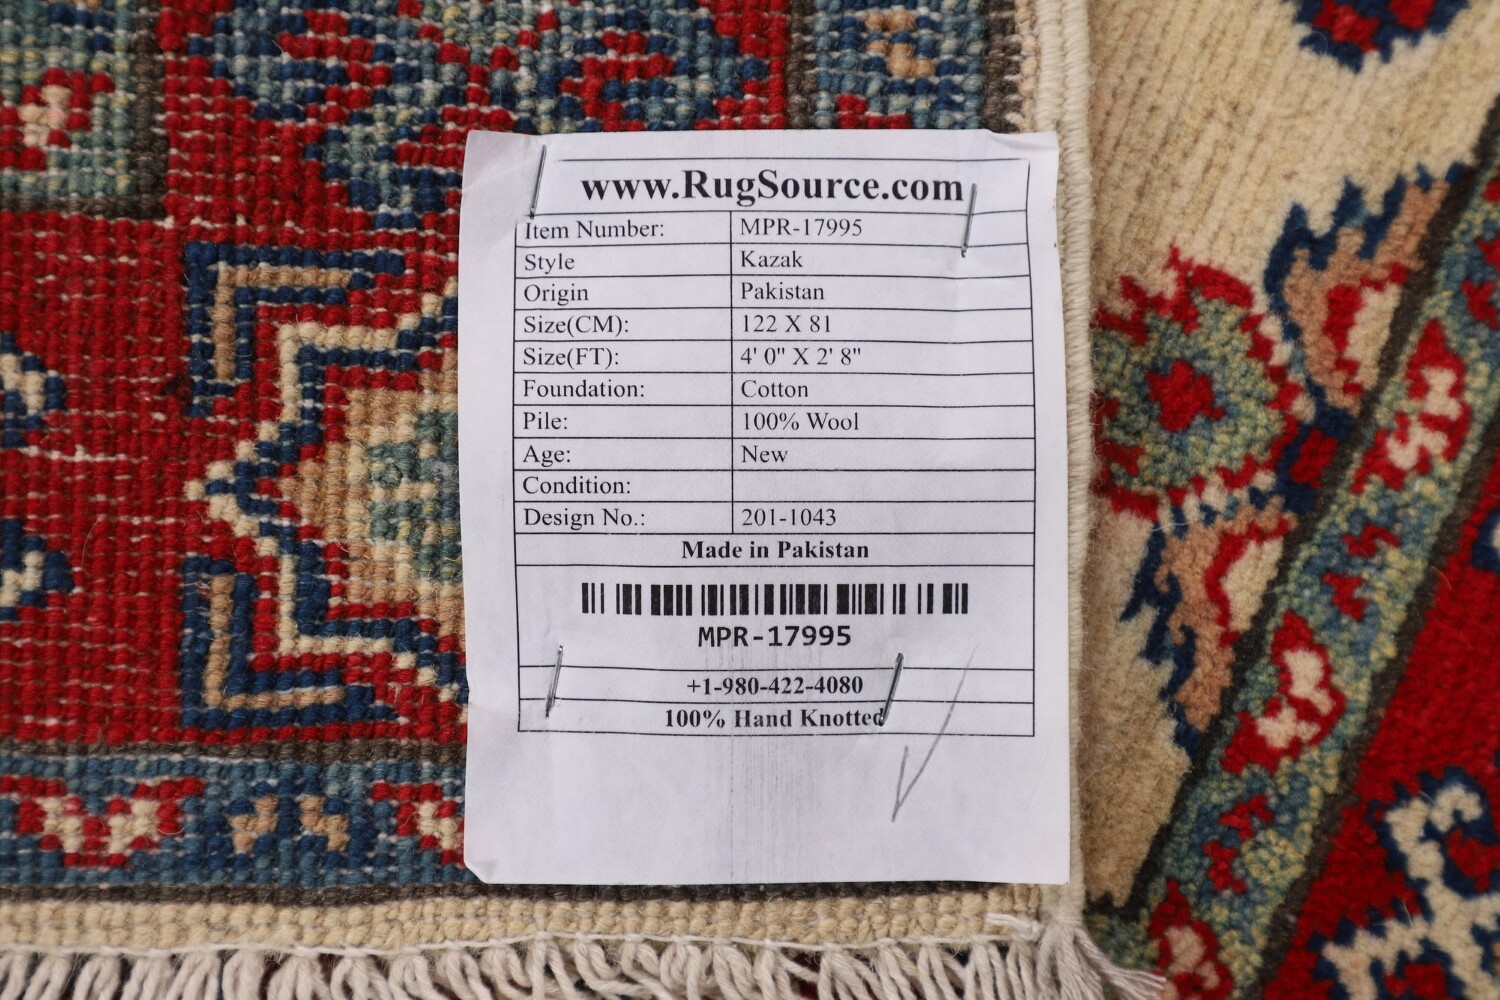 www.RugSource.com
Item Number: MPR-17995
Style Kazak
Origin Pakistan
Size(CM): 122 X 81
Size(FT): 4' 0" X 2' 8"
Foundation: Cotton
Pile: 100% Wool
Age: New
Condition:
Design No.: 201-1043
Made in Pakistan
MPR-17995
+1-980-422-4080
100% Hand Knotted